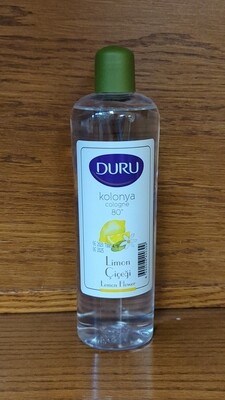 DURU
kolonya
cologne
80°
Limon
Çiçeği
Lemon Flower